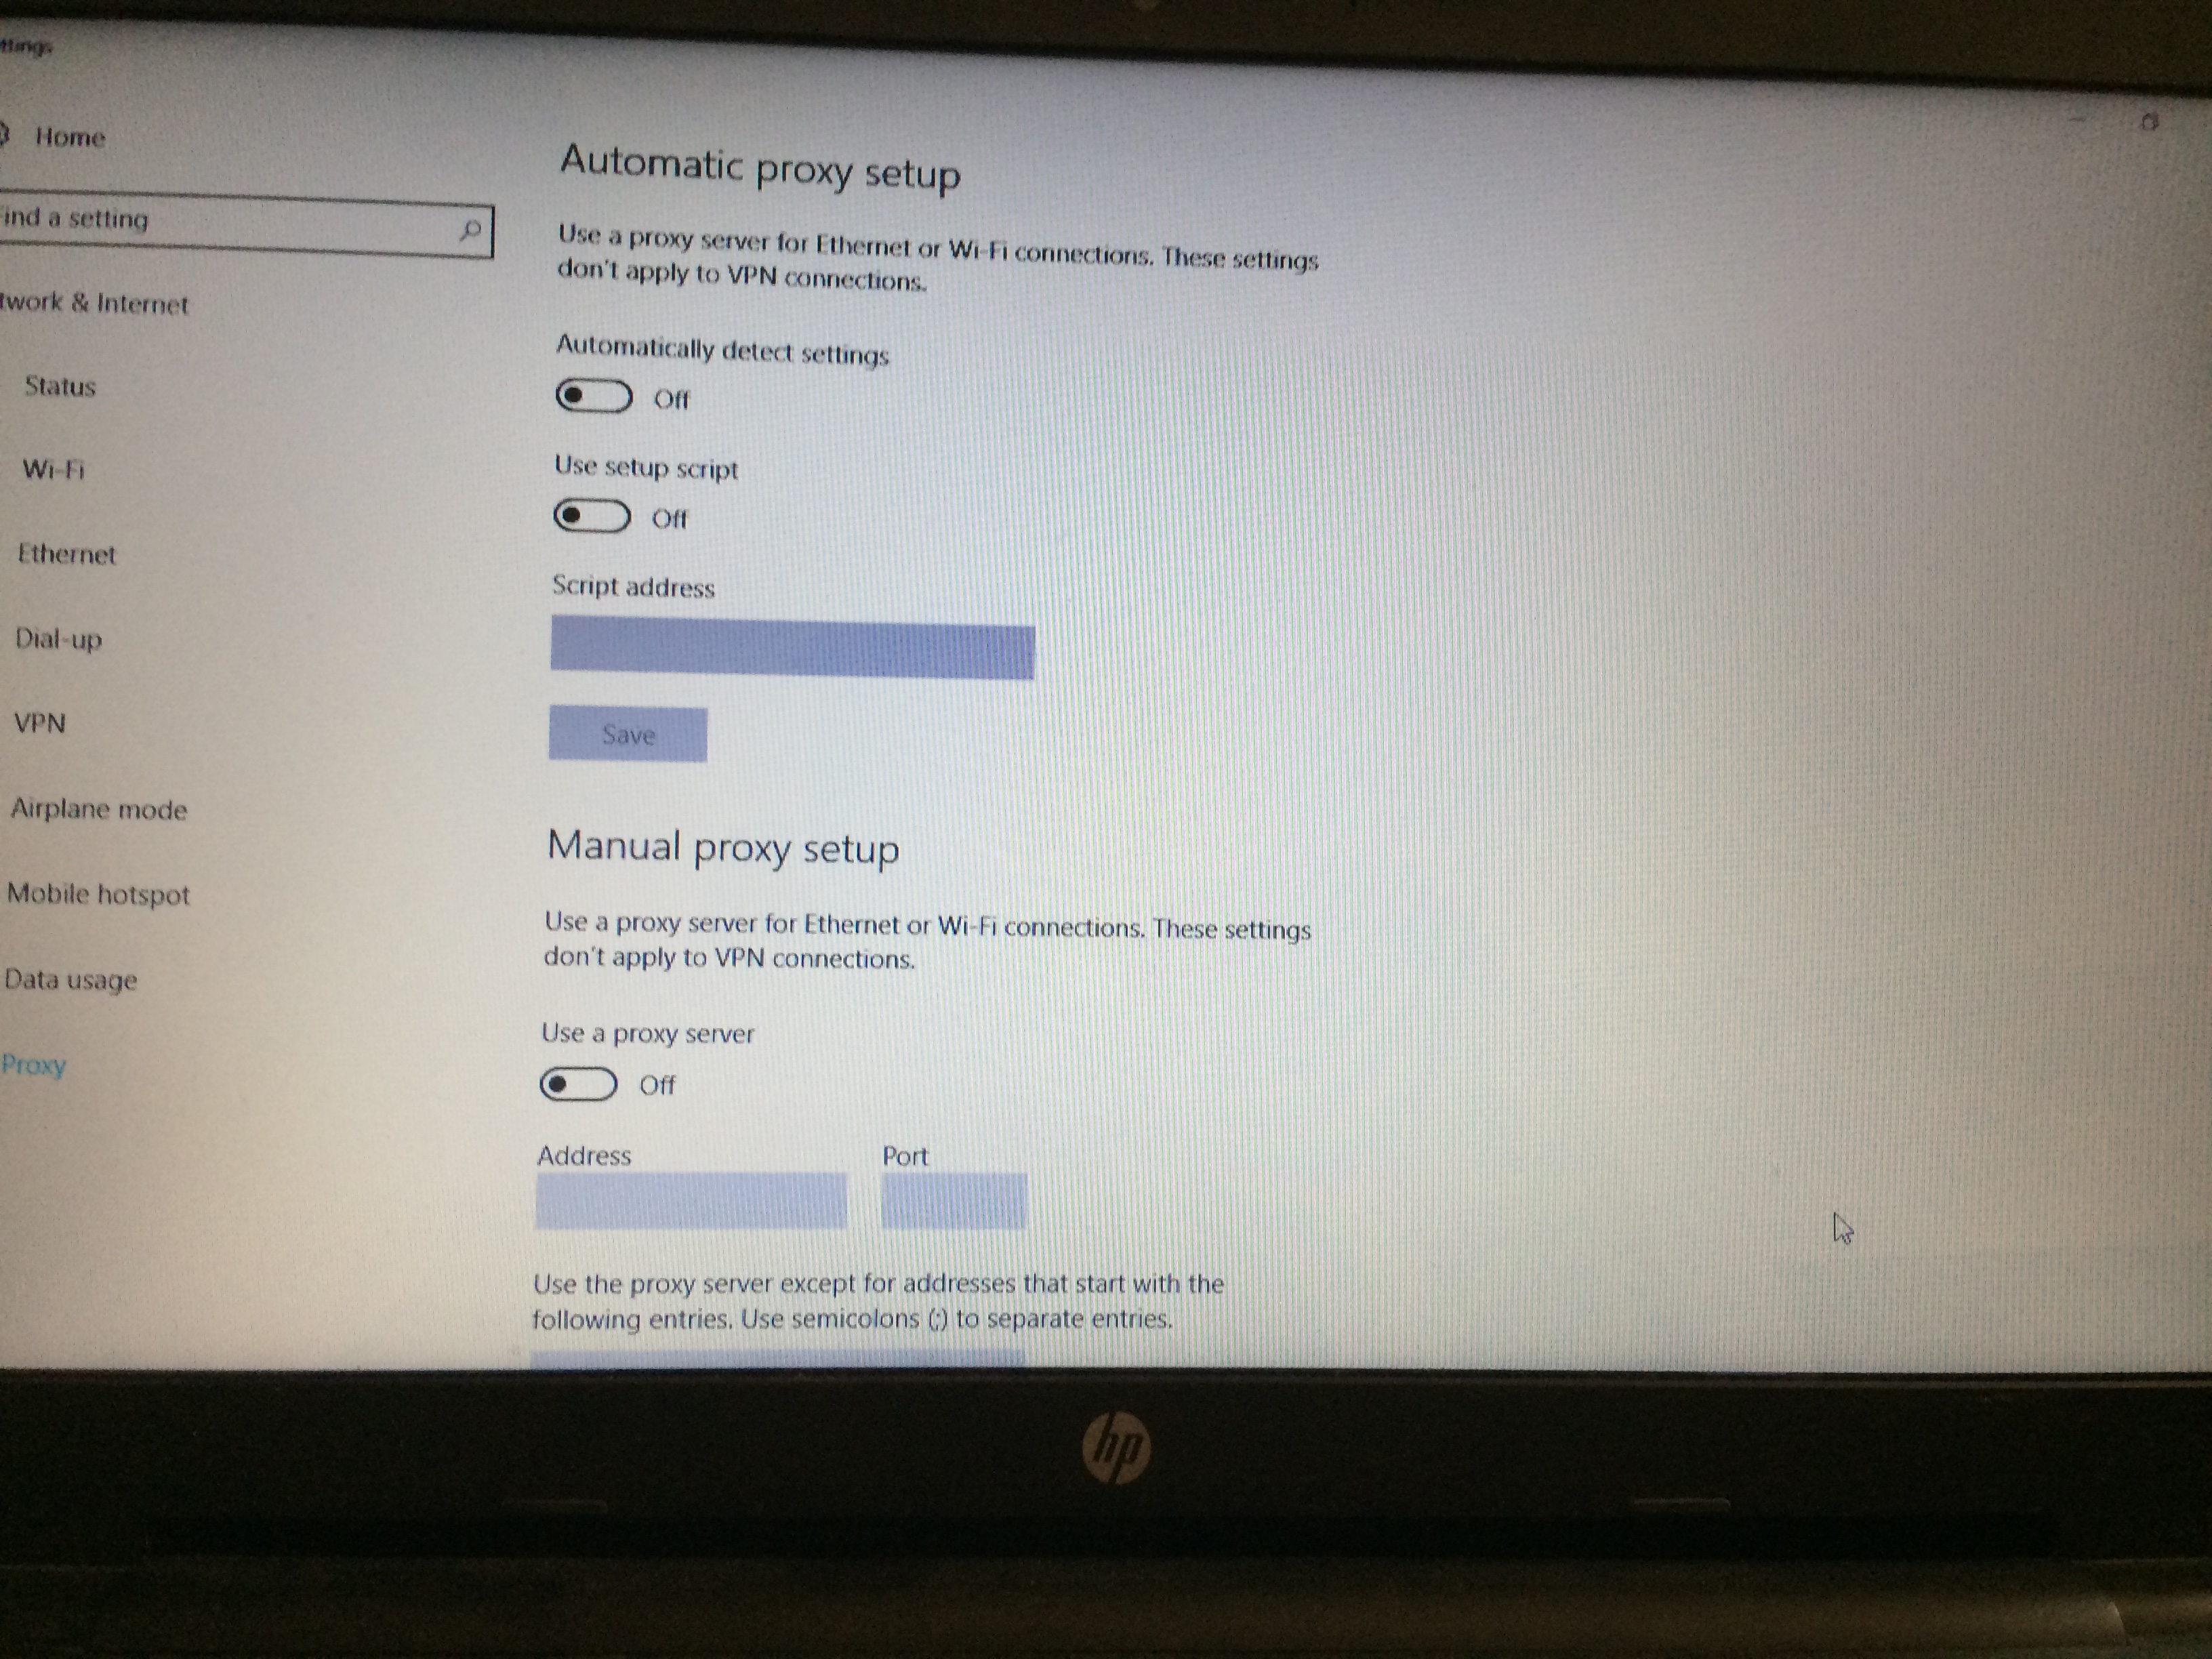 Home
ind a setting
twork & Internet
Status
Wi-Fi
Ethernet
Dial-up
VPN
Airplane mode
Mobile hotspot
Data usage
Proxy
Automatic proxy setup
Use a proxy server for Ethernet or Wi-Fi connections. These settings
don't apply to VPN connections.
Automatically detect settings
Off
Use setup script
Off
Script address
Save
Manual proxy setup
Use a proxy server for Ethernet or Wi-Fi connections. These settings
don't apply to VPN connections.
Use a proxy server
Off
Address Port
Use the proxy server except for addresses that start with the
following entries. Use semicolons (;) to separate entries.
hp